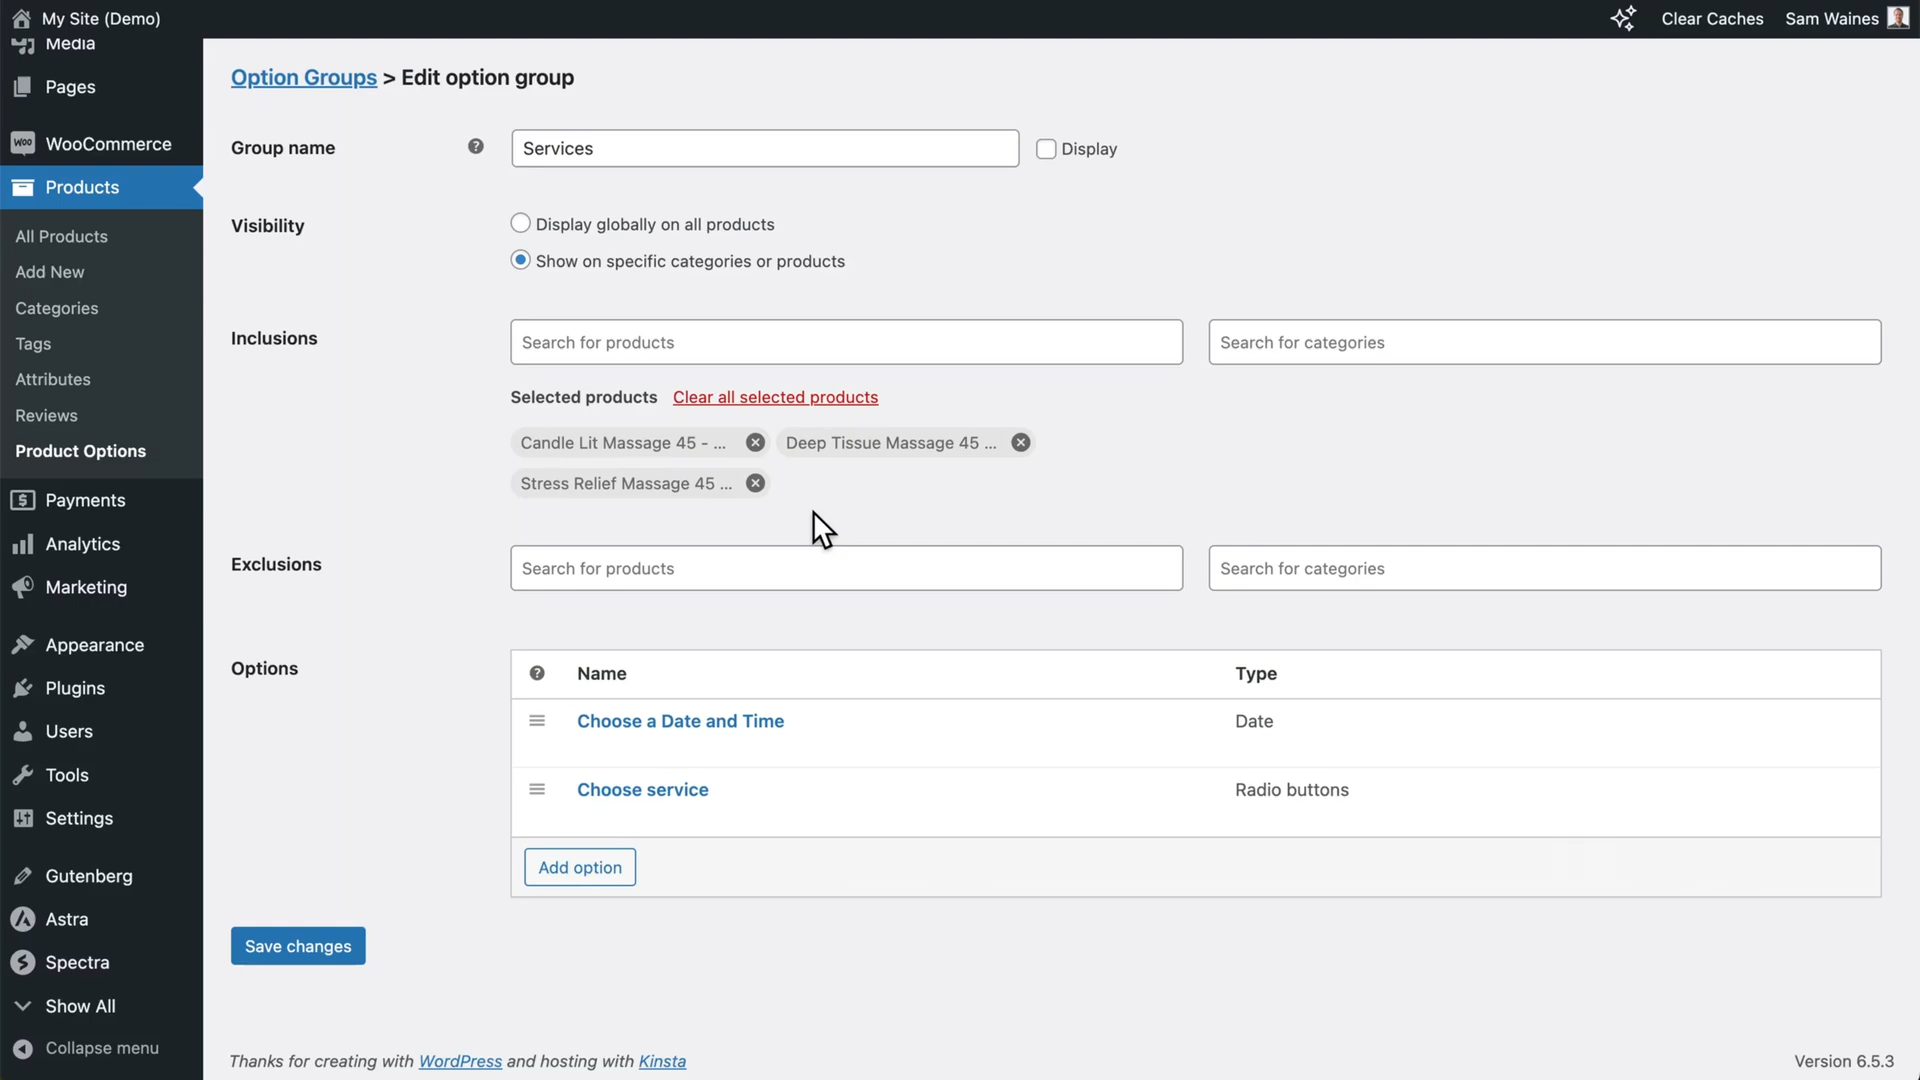 My Site (Demo)
Clear Caches
Sam Waines
Media
Pages
WooCommerce
Products
All Products
Add New
Categories
Tags
Attributes
Reviews
Product Options
Payments
Analytics
Marketing
Appearance
Plugins
Users
Tools
Settings
Gutenberg
Astra
Spectra
Show All
Collapse menu
Option Groups > Edit option group
Group name
Services
Display
Visibility
Display globally on all products
Show on specific categories or products
Inclusions
Search for products
Search for categories
Selected products Clear all selected products
Candle Lit Massage 45 - ...
Deep Tissue Massage 45 ...
Stress Relief Massage 45 ...
Exclusions
Search for products
Search for categories
Options
Name
Type
Choose a Date and Time
Date
Choose service
Radio buttons
Add option
Save changes
Thanks for creating with WordPress and hosting with Kinsta
Version 6.5.3